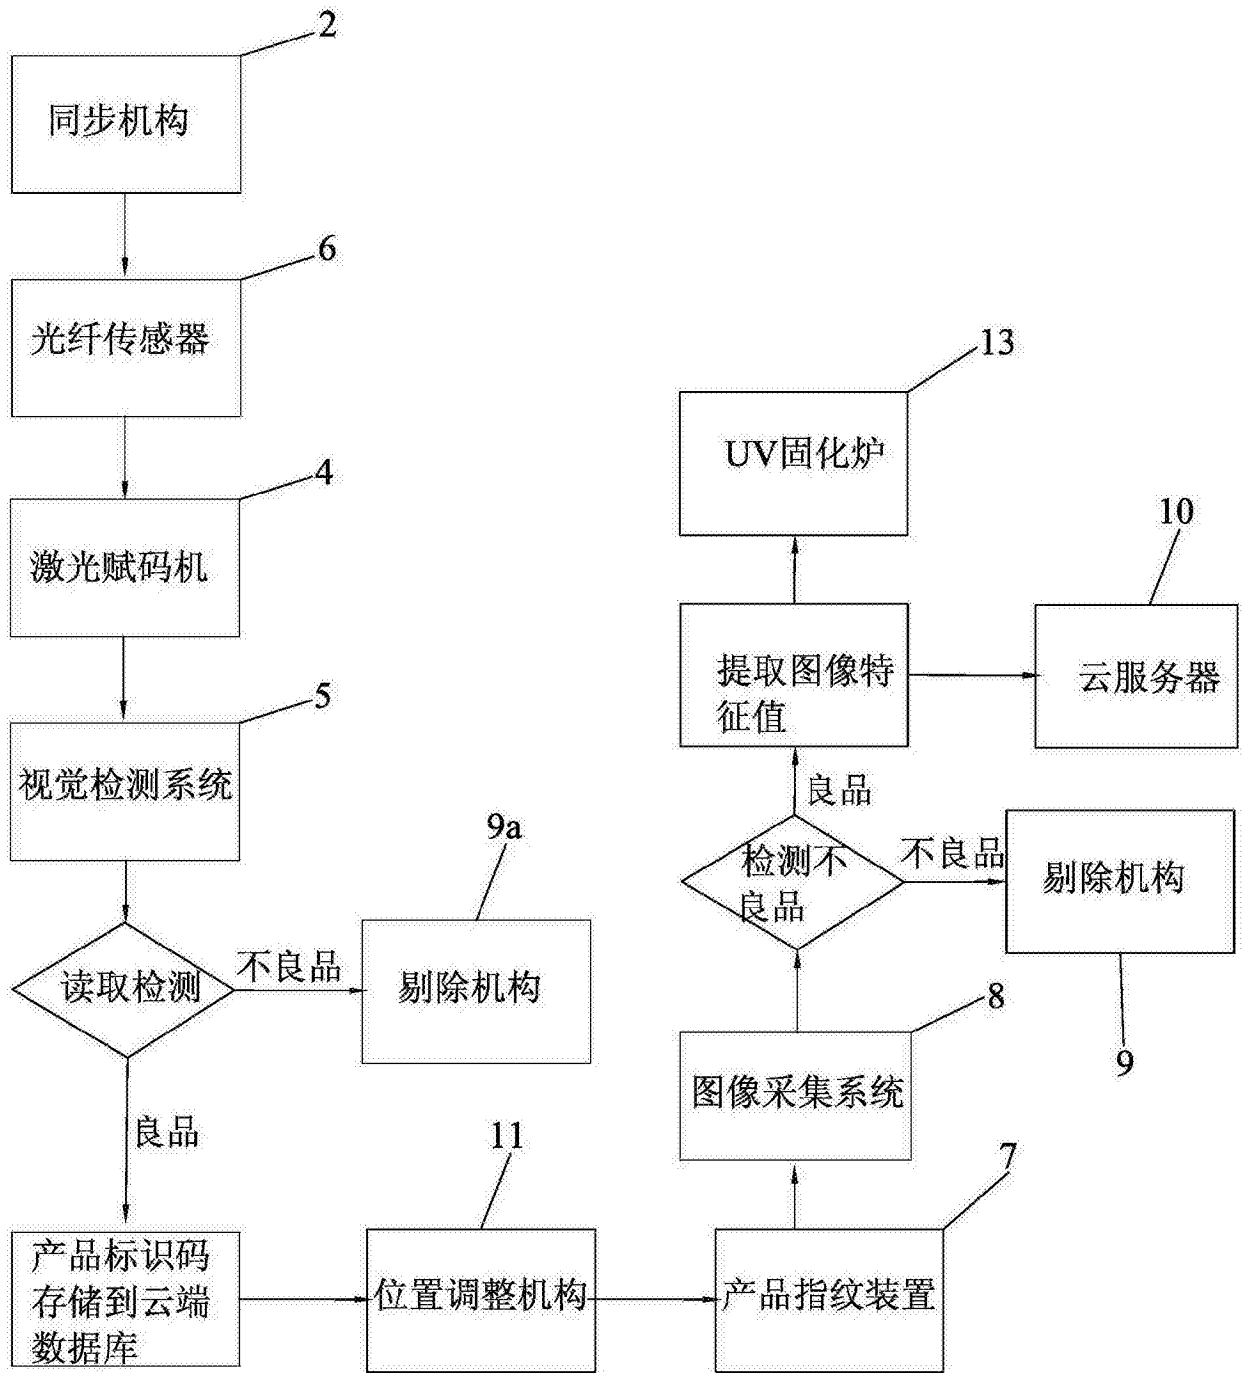 2
同步机构
6
光纤传感器
4
激光赋码机
5
视觉检测系统
读取检测
不良品
9a
剔除机构
良品
产品标识码
存储到云端
数据库
11
位置调整机构
7
产品指纹装置
8
图像采集系统
检测不
良品
不良品
剔除机构
9
良品
提取图像特
征值
10
云服务器
13
UV固化炉